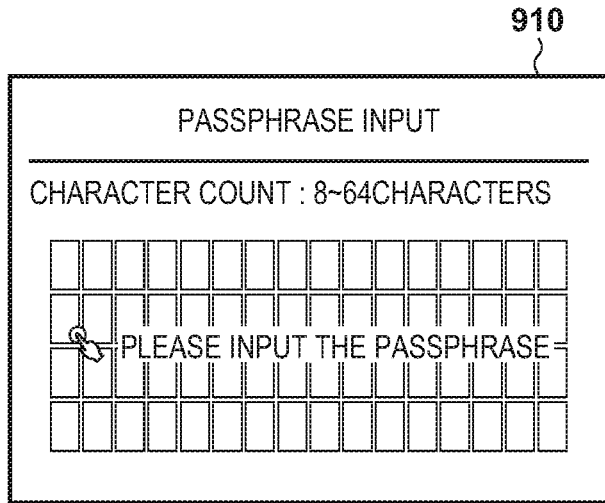 910
PASSPHRASE INPUT
CHARACTER COUNT : 8~64CHARACTERS
PLEASE INPUT THE PASSPHRASE